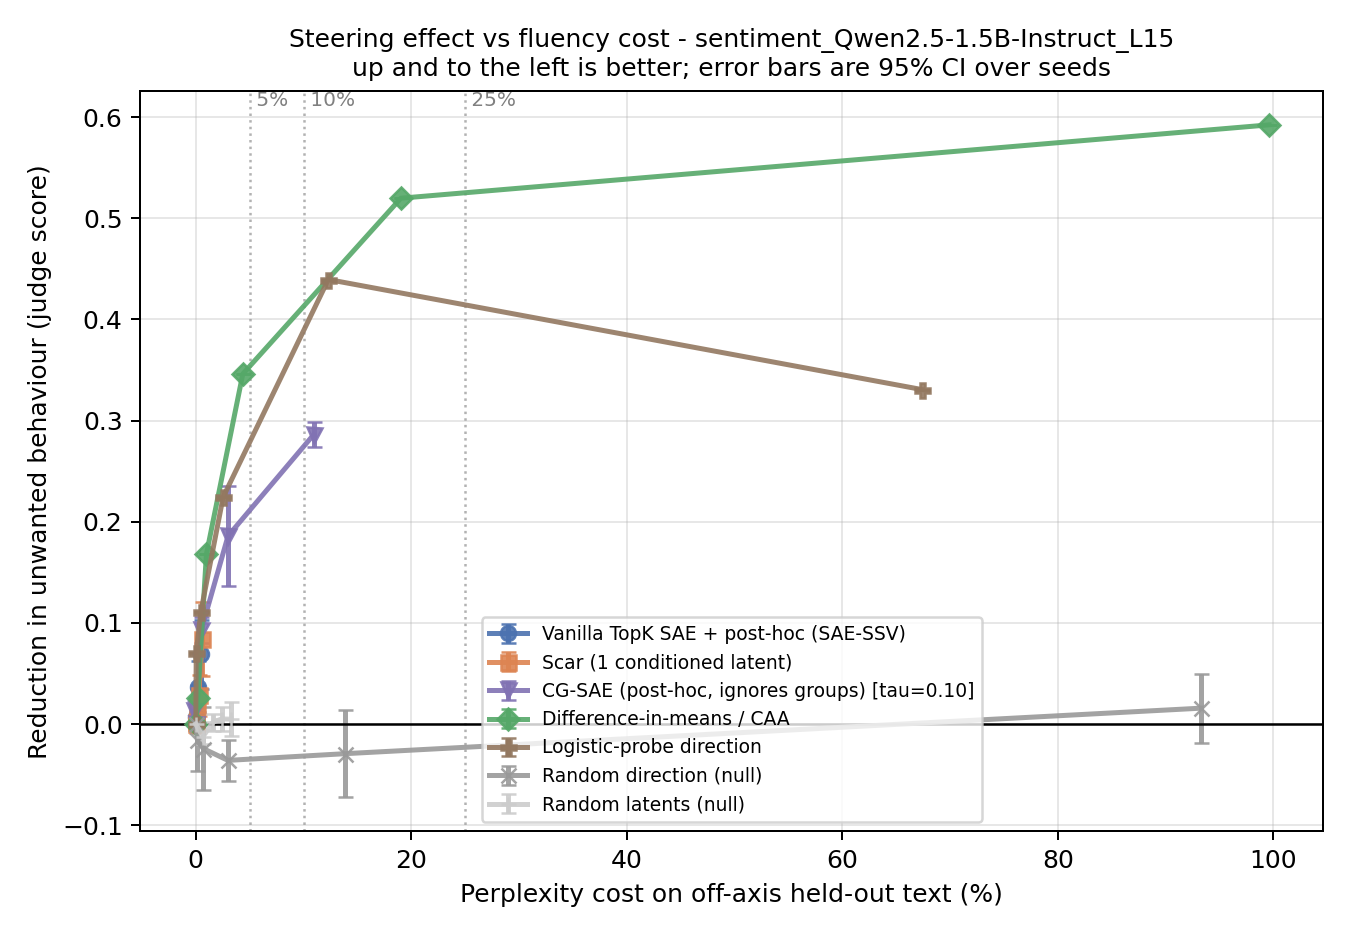 Steering effect vs fluency cost - sentiment_Qwen2.5-1.5B-Instruct_L15
up and to the left is better; error bars are 95% CI over seeds
5%
10%
25%
Reduction in unwanted behaviour (judge score)
0.6
0.5
0.4
0.3
0.2
0.1
0.0
−0.1
Vanilla TopK SAE + post-hoc (SAE-SSV)
Scar (1 conditioned latent)
CG-SAE (post-hoc, ignores groups) [tau=0.10]
Difference-in-means / CAA
Logistic-probe direction
Random direction (null)
Random latents (null)
0
20
40
60
80
100
Perplexity cost on off-axis held-out text (%)